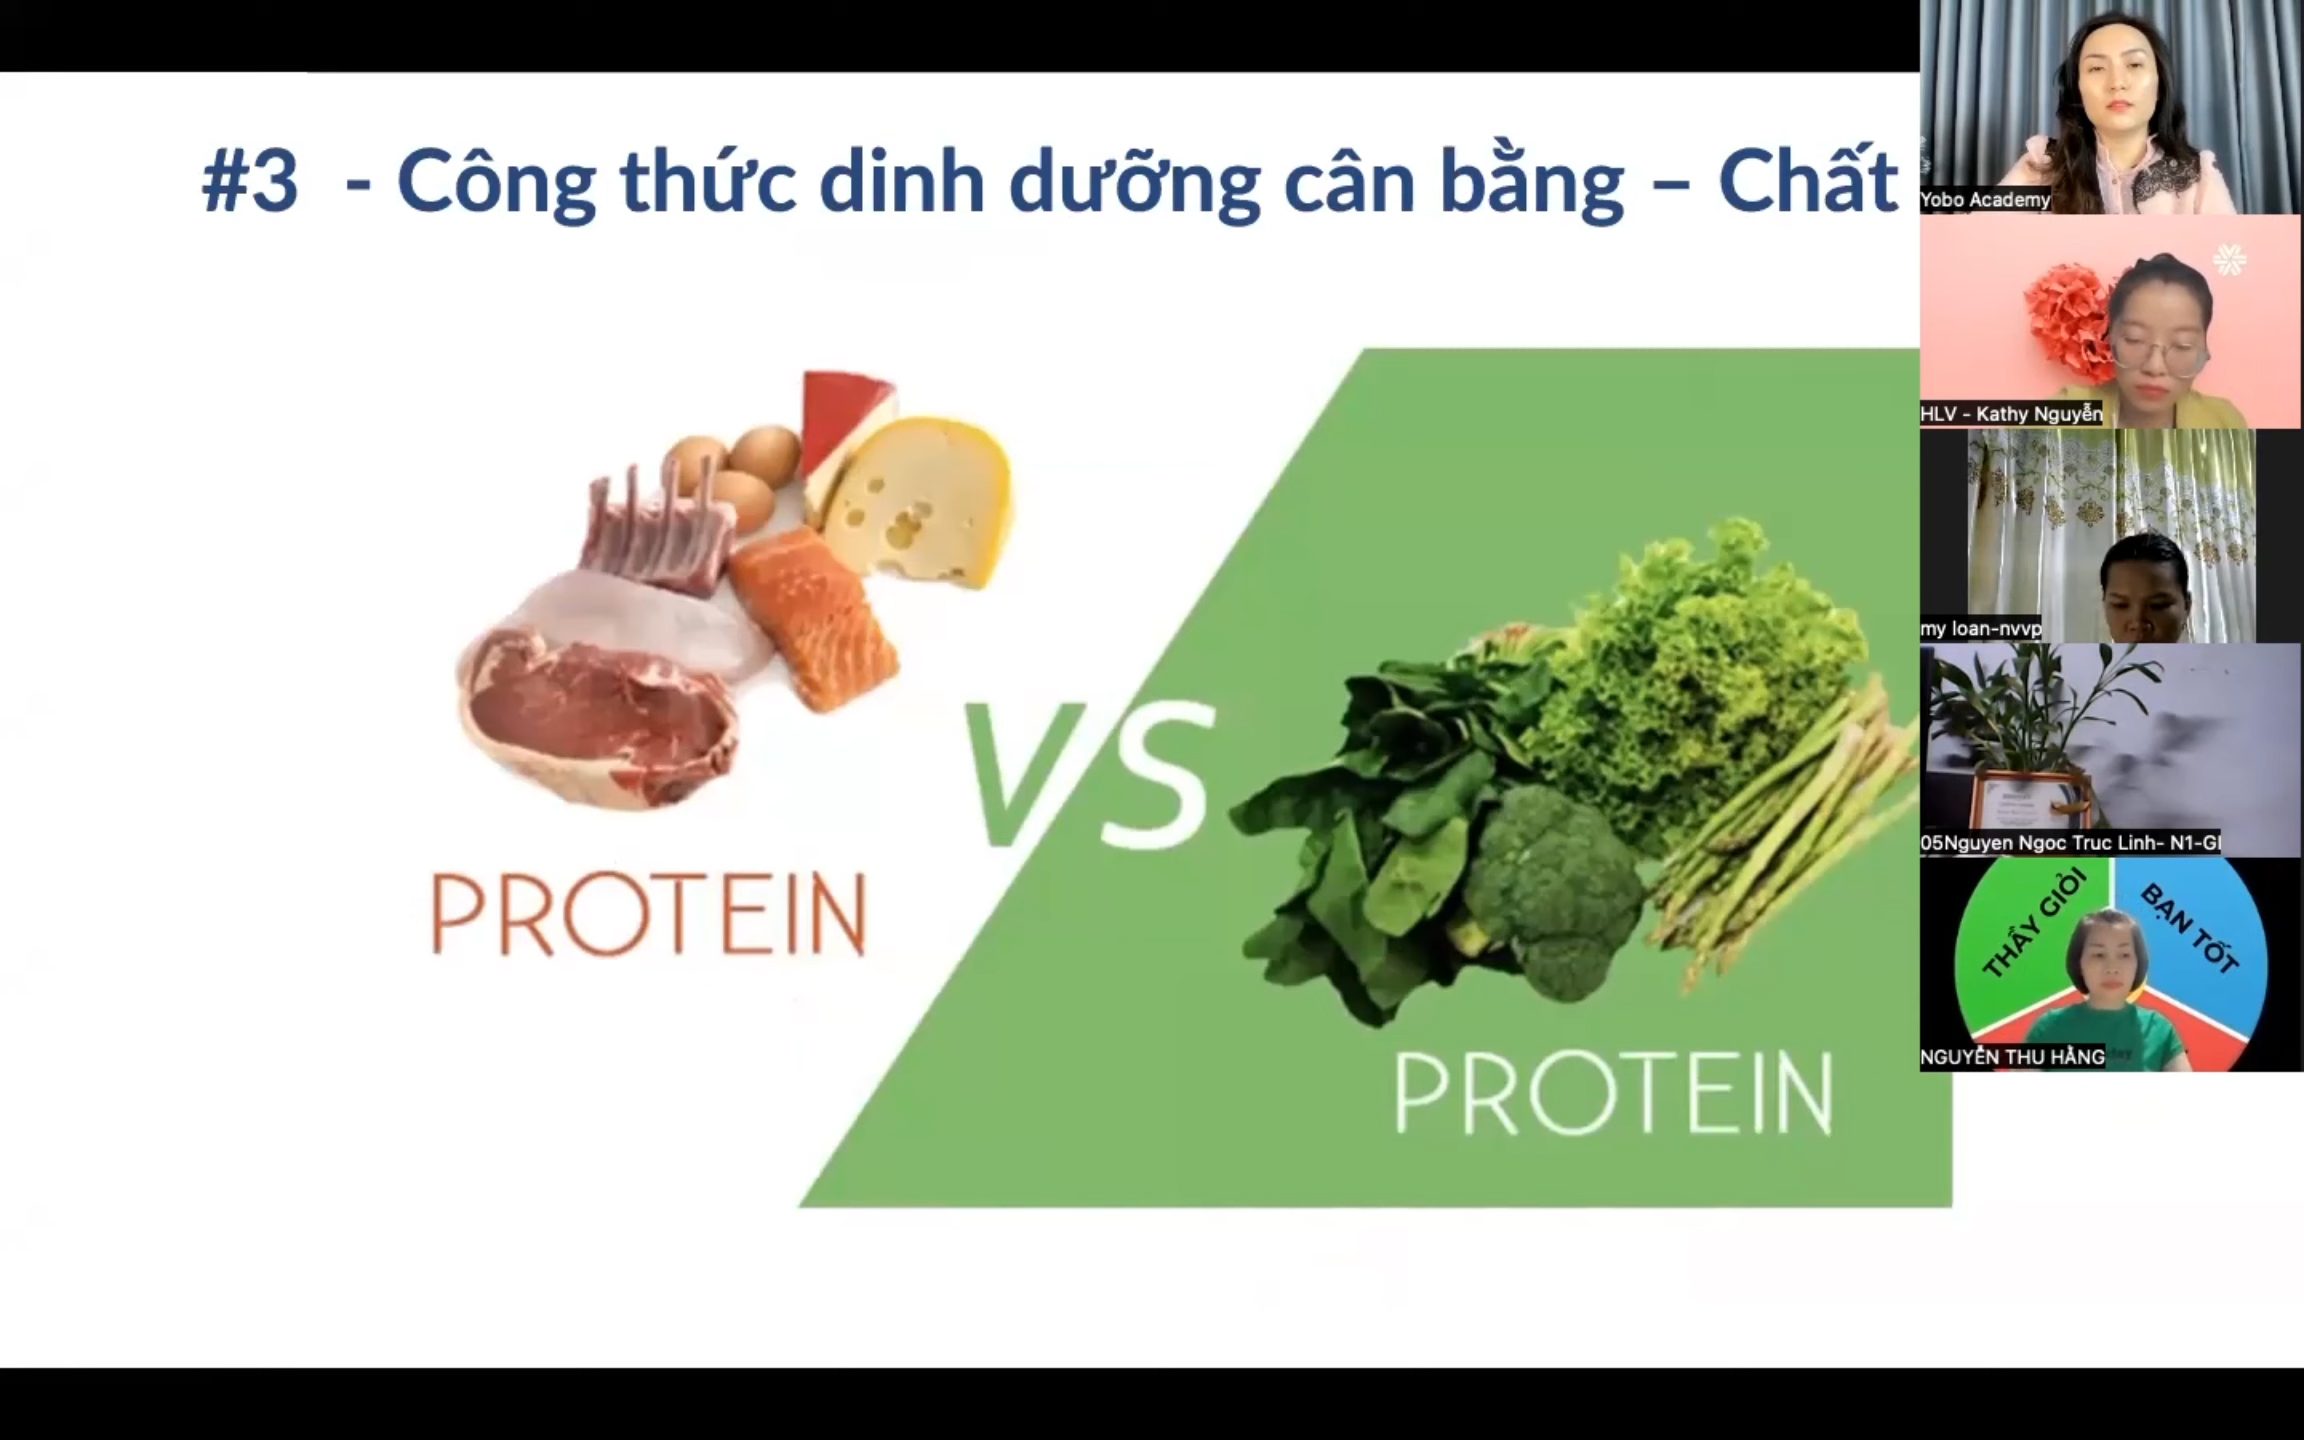 #3 - Công thức dinh dưỡng cân bằng – Chất
VS
PROTEIN
PROTEIN
Yobo Academy
HLV - Kathy Nguyễn
my loan-nvvp
05Nguyen Ngoc Truc Linh- N1-GI
THẦY GIỎI
BẠN TỐT
NGUYỄN THU HẰNG